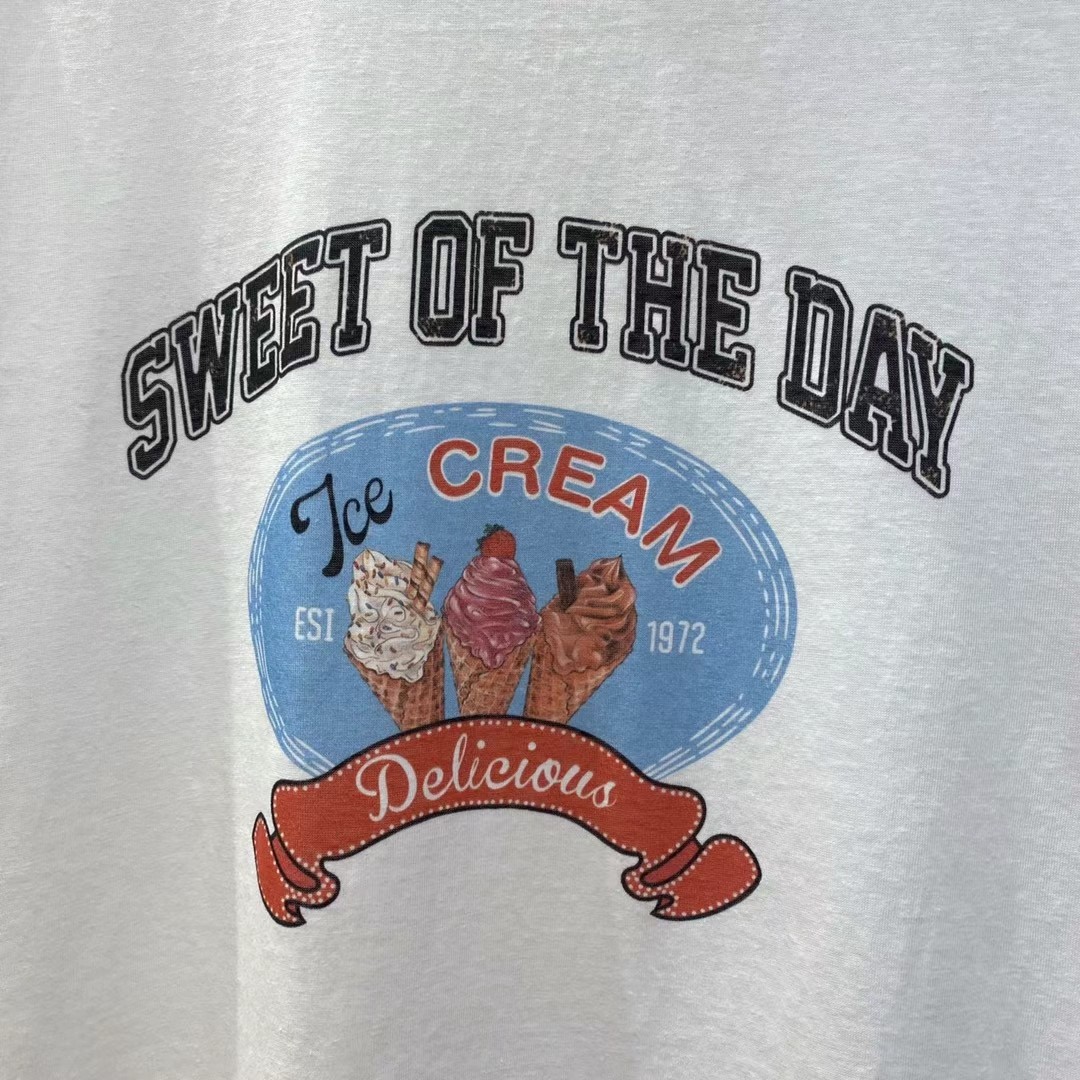 SWEET OF THE DAY
Ice CREAM
ESI 1972
Delicious